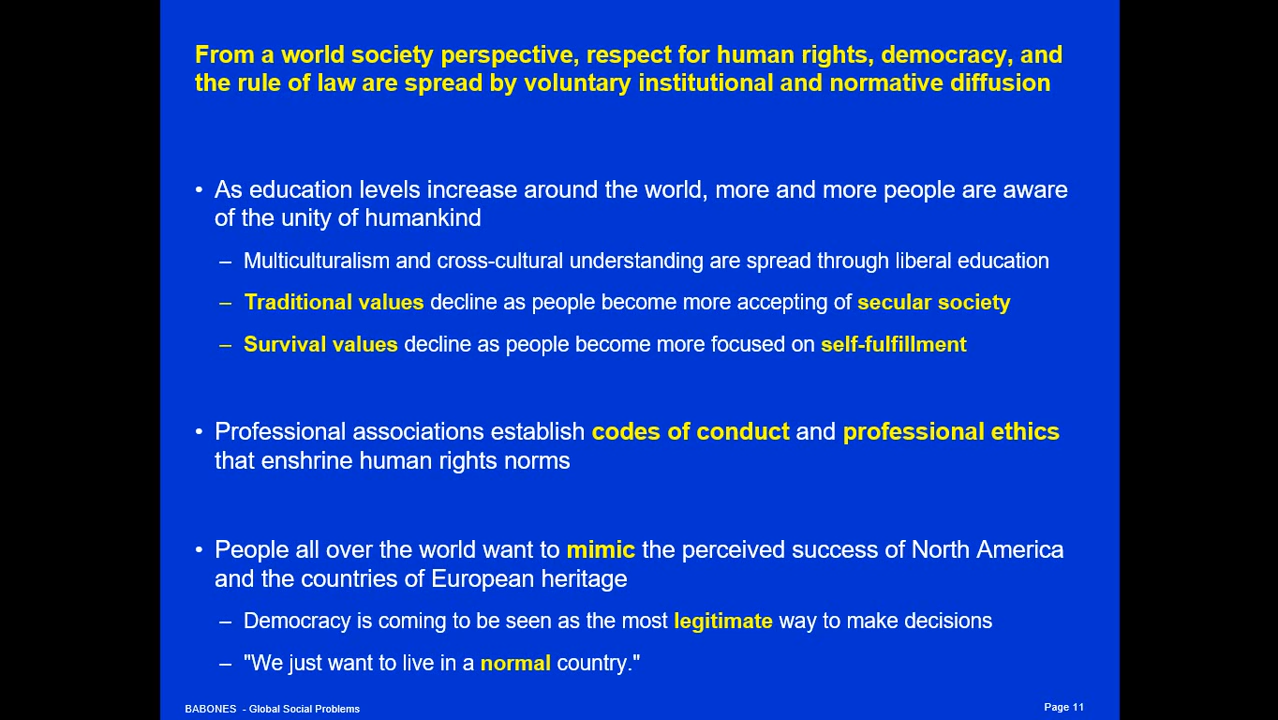 From a world society perspective, respect for human rights, democracy, and
the rule of law are spread by voluntary institutional and normative diffusion
• As education levels increase around the world, more and more people are aware
of the unity of humankind
– Multiculturalism and cross-cultural understanding are spread through liberal education
– Traditional values decline as people become more accepting of secular society
– Survival values decline as people become more focused on self-fulfillment
• Professional associations establish codes of conduct and professional ethics
that enshrine human rights norms
• People all over the world want to mimic the perceived success of North America
and the countries of European heritage
– Democracy is coming to be seen as the most legitimate way to make decisions
– "We just want to live in a normal country."
BABONES - Global Social Problems
Page 11